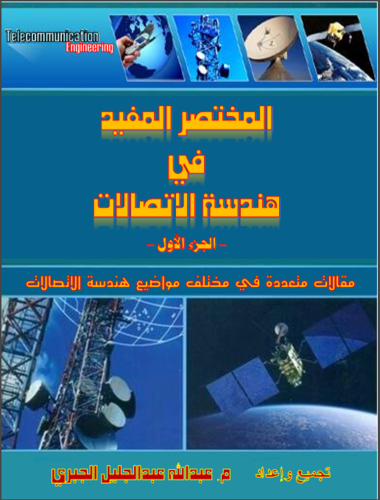 Telecommunication
Engineering
المختصر المفيد
في
هندسة الاتصالات
- الجزء الأول -
مقالات متعددة في مختلف مواضيع هندسة الاتصالات
تجميع وإعداد م. عبدالله عبدالجليل الجبري